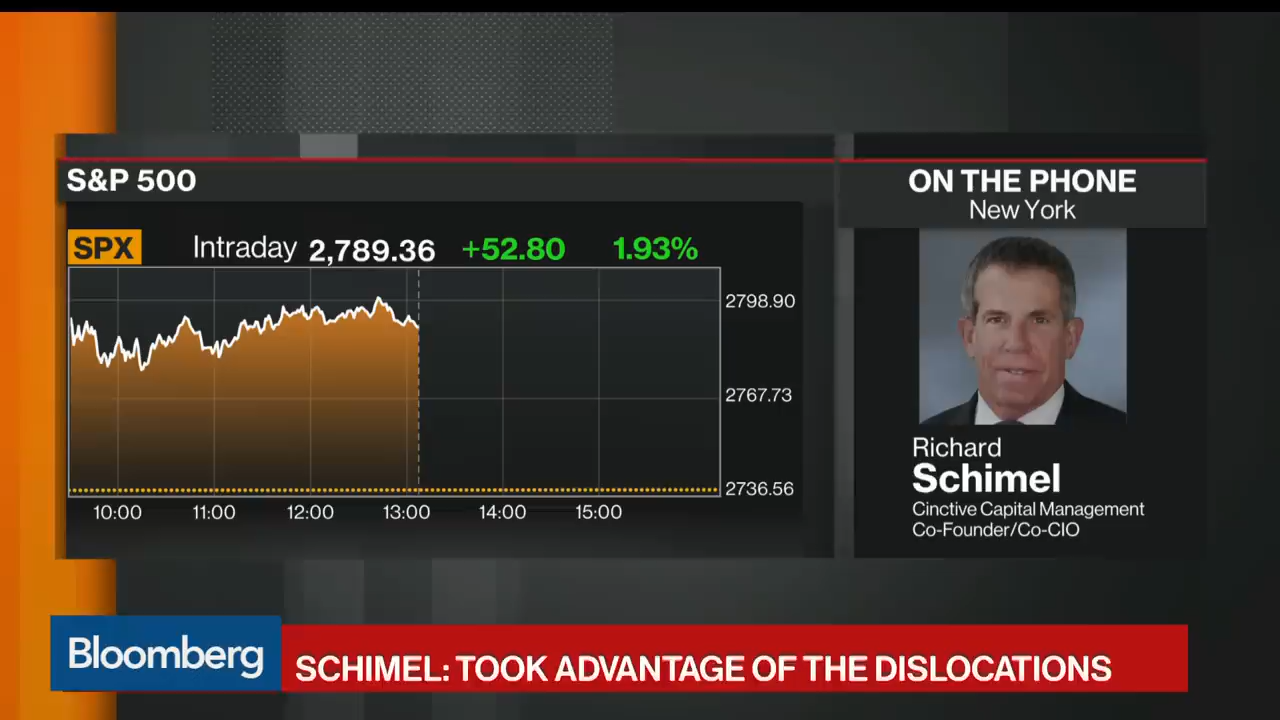 S&P 500
SPX Intraday 2,789.36 +52.80 1.93%
2798.90
2767.73
2736.56
10:00 11:00 12:00 13:00 14:00 15:00
ON THE PHONE
New York
Richard
Schimel
Cinctive Capital Management
Co-Founder/Co-CIO
Bloomberg
SCHIMEL: TOOK ADVANTAGE OF THE DISLOCATIONS